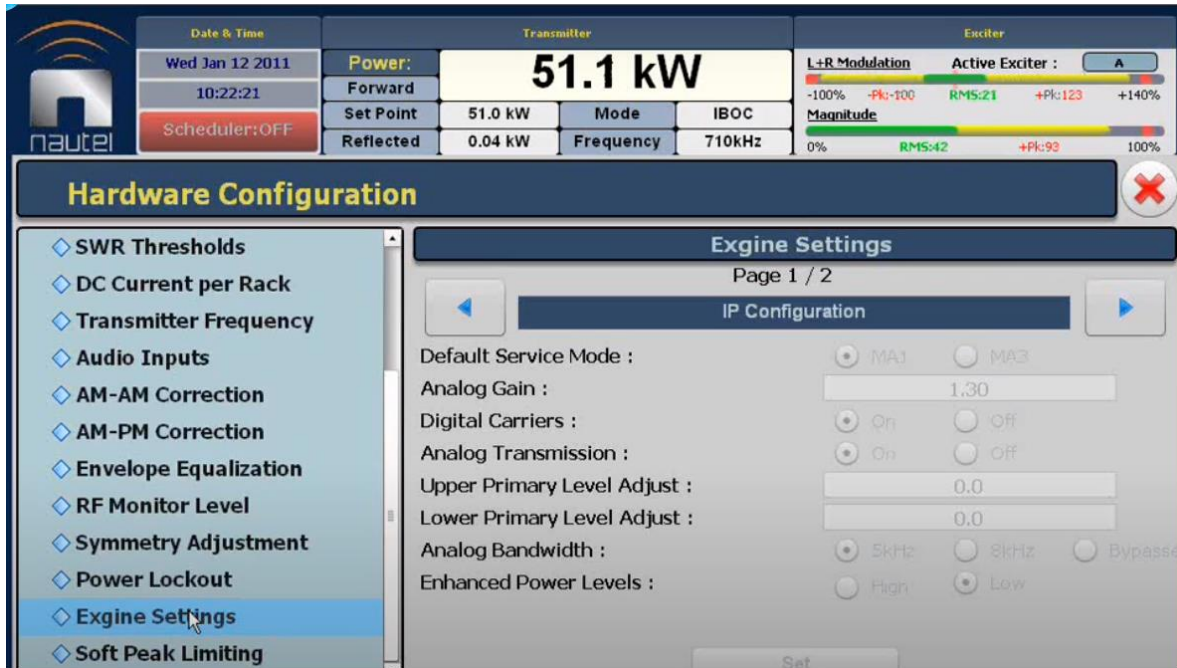 nautel
Date & Time
Wed Jan 12 2011
10:22:21
Scheduler:OFF
Transmitter
Power:
51.1 kW
Forward
Set Point 51.0 kW Mode IBOC
Reflected 0.04 kW Frequency 710kHz
Exciter
L+R Modulation Active Exciter : A
-100% -Pk:-100 RMS:21 +Pk:123 +140%
Magnitude
0% RMS:42 +Pk:93 100%
Hardware Configuration
SWR Thresholds
DC Current per Rack
Transmitter Frequency
Audio Inputs
AM-AM Correction
AM-PM Correction
Envelope Equalization
RF Monitor Level
Symmetry Adjustment
Power Lockout
Exgine Settings
Soft Peak Limiting
Exgine Settings
Page 1 / 2
IP Configuration
Default Service Mode : MA1 MA3
Analog Gain : 1.30
Digital Carriers : On Off
Analog Transmission : On Off
Upper Primary Level Adjust : 0.0
Lower Primary Level Adjust : 0.0
Analog Bandwidth : 5kHz 8kHz Bypasse
Enhanced Power Levels : High Low
Set